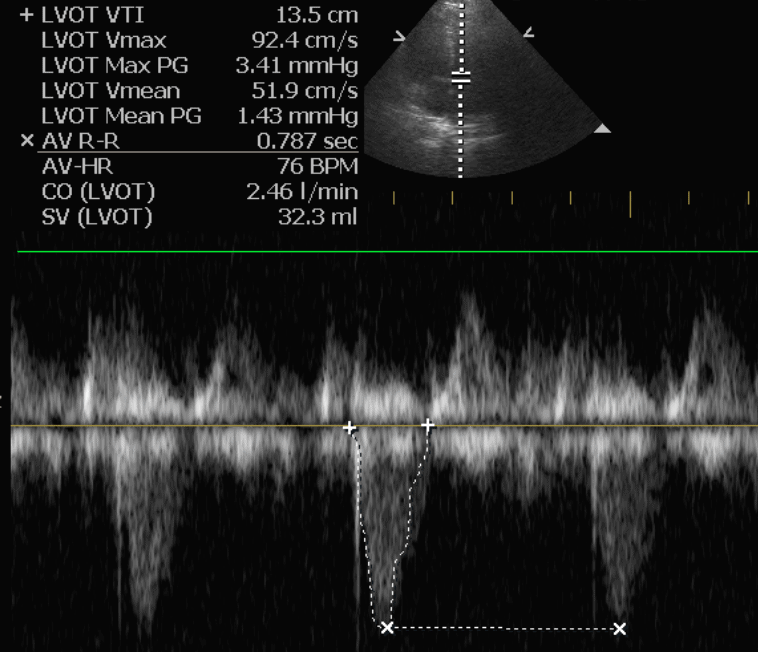 + LVOT VTI 13.5 cm
LVOT Vmax 92.4 cm/s
LVOT Max PG 3.41 mmHg
LVOT Vmean 51.9 cm/s
LVOT Mean PG 1.43 mmHg
× AV R-R 0.787 sec
AV-HR 76 BPM
CO (LVOT) 2.46 l/min
SV (LVOT) 32.3 ml